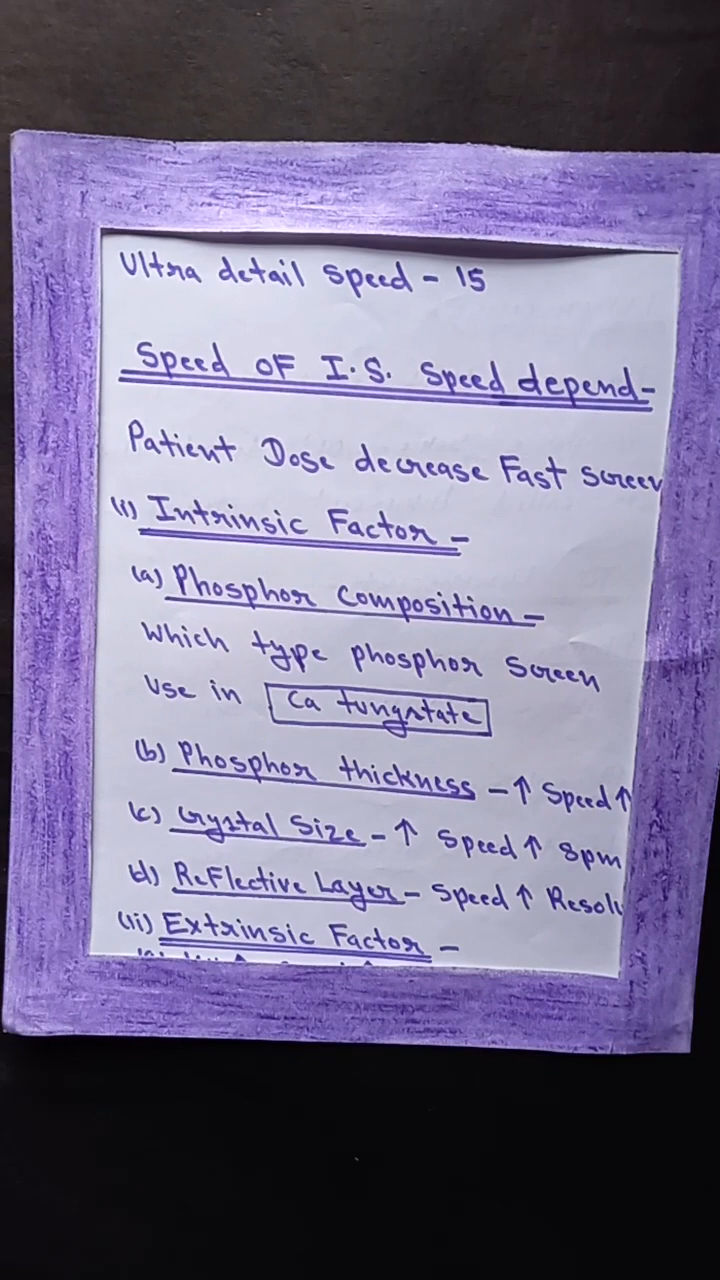 Ultra detail speed - 15
Speed OF I.S. Speed depend-
Patient Dose decrease Fast screen
(i) Intrinsic Factor -
(a) Phosphor composition -
Which type phosphor screen
Use in Ca tungstate
(b) Phosphor thickness - ↑ Speed ↑
(c) Crystal Size - ↑ Speed ↑ 8pm
(d) Reflective Layer - Speed ↑ Resolu
(ii) Extrinsic Factor -